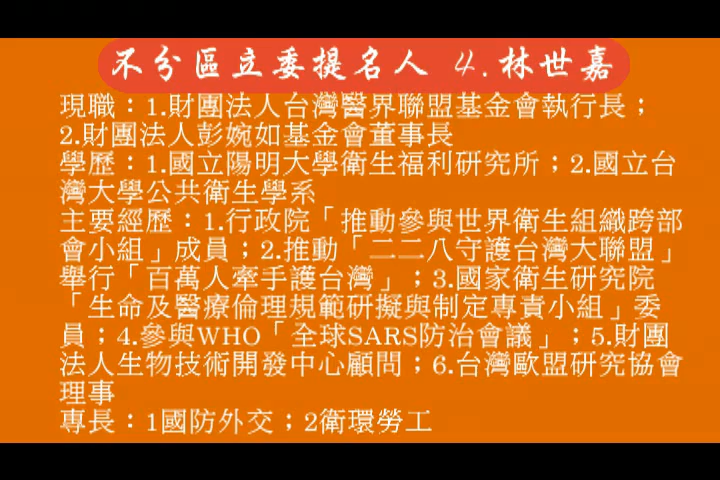 不分區立委提名人 4.林世嘉
現職：1.財團法人台灣醫界聯盟基金會執行長；
2.財團法人彭婉如基金會董事長
學歷：1.國立陽明大學衛生福利研究所；2.國立台
灣大學公共衛生學系
主要經歷：1.行政院「推動參與世界衛生組織跨部
會小組」成員；2.推動「二二八守護台灣大聯盟」
舉行「百萬人牽手護台灣」；3.國家衛生研究院
「生命及醫療倫理規範研擬與制定專責小組」委
員；4.參與WHO「全球SARS防治會議」；5.財團
法人生物技術開發中心顧問；6.台灣歐盟研究協會
理事
專長：1國防外交；2衛環勞工